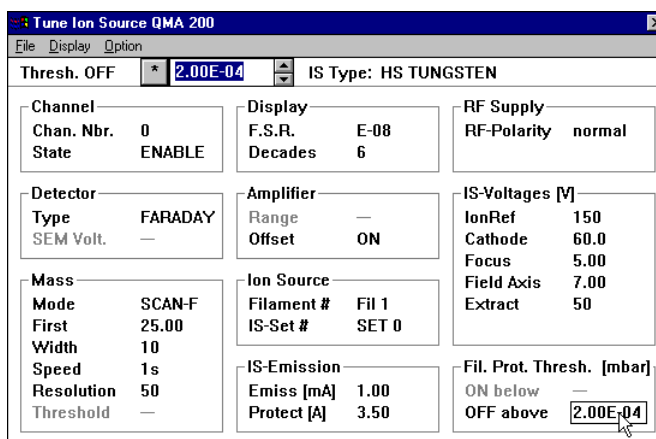 Tune Ion Source QMA 200
File Display Option
Thresh. OFF * 2.00E-04 IS Type: HS TUNGSTEN
Channel
Chan. Nbr. 0
State ENABLE
Display
F.S.R. E-08
Decades 6
RF Supply
RF-Polarity normal
Detector
Type FARADAY
SEM Volt. —
Amplifier
Range —
Offset ON
IS-Voltages [V]
IonRef 150
Cathode 60.0
Focus 5.00
Field Axis 7.00
Extract 50
Mass
Mode SCAN-F
First 25.00
Width 10
Speed 1s
Resolution 50
Threshold —
Ion Source
Filament # Fil 1
IS-Set # SET 0
IS-Emission
Emiss [mA] 1.00
Protect [A] 3.50
Fil. Prot. Thresh. [mbar]
ON below —
OFF above 2.00E-04